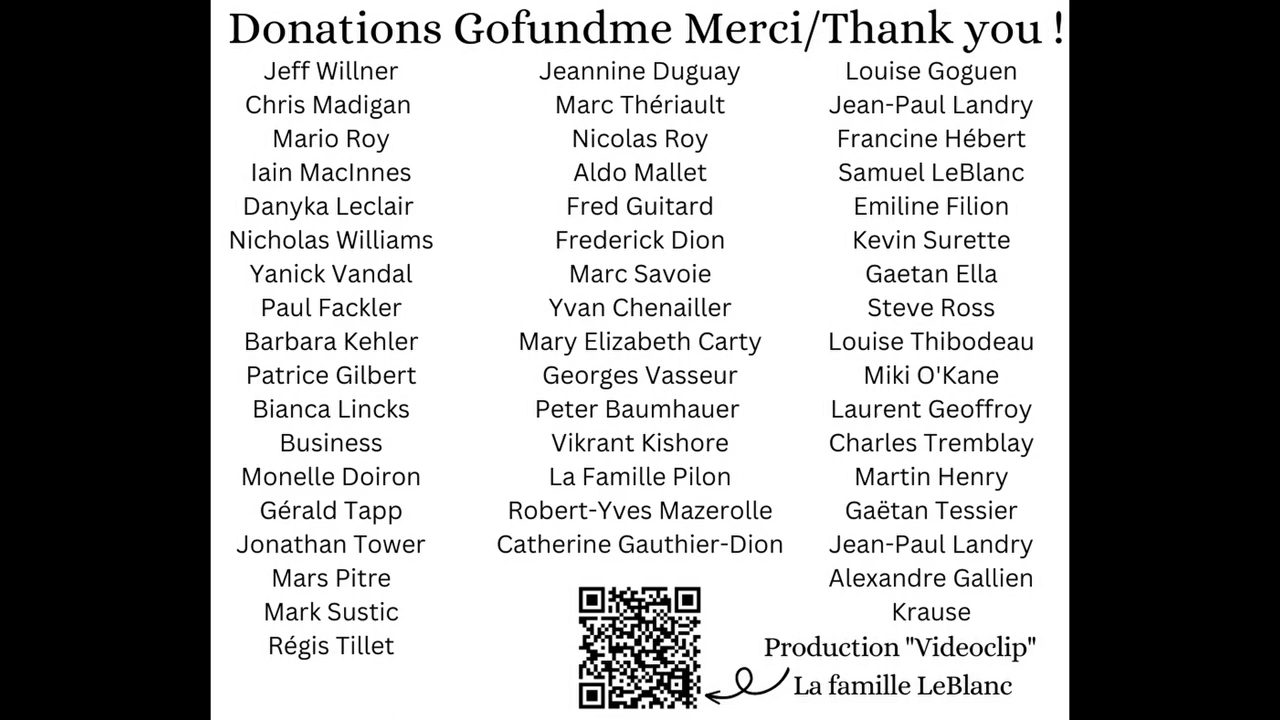 Donations Gofundme Merci/Thank you !
Jeff Willner
Chris Madigan
Mario Roy
Iain MacInnes
Danyka Leclair
Nicholas Williams
Yanick Vandal
Paul Fackler
Barbara Kehler
Patrice Gilbert
Bianca Lincks
Business
Monelle Doiron
Gérald Tapp
Jonathan Tower
Mars Pitre
Mark Sustic
Régis Tillet
Jeannine Duguay
Marc Thériault
Nicolas Roy
Aldo Mallet
Fred Guitard
Frederick Dion
Marc Savoie
Yvan Chenailler
Mary Elizabeth Carty
Georges Vasseur
Peter Baumhauer
Vikrant Kishore
La Famille Pilon
Robert-Yves Mazerolle
Catherine Gauthier-Dion
Louise Goguen
Jean-Paul Landry
Francine Hébert
Samuel LeBlanc
Emiline Filion
Kevin Surette
Gaetan Ella
Steve Ross
Louise Thibodeau
Miki O'Kane
Laurent Geoffroy
Charles Tremblay
Martin Henry
Gaëtan Tessier
Jean-Paul Landry
Alexandre Gallien
Krause
Production "Videoclip"
La famille LeBlanc